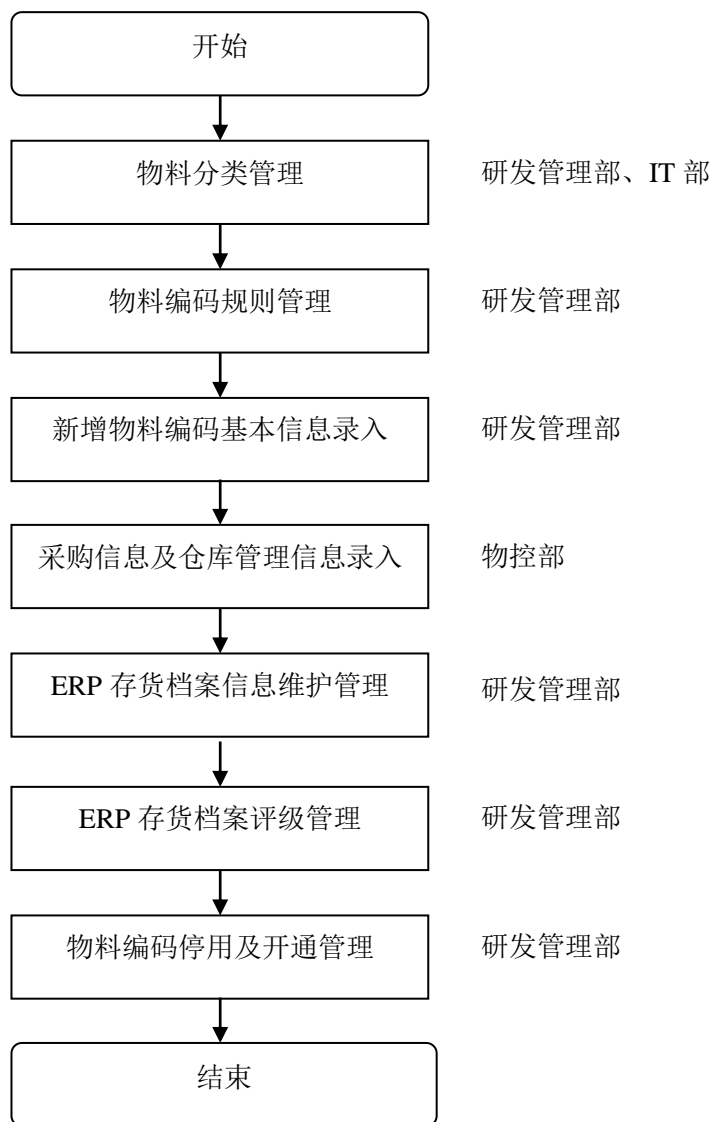 开始
物料分类管理 研发管理部、IT 部
物料编码规则管理 研发管理部
新增物料编码基本信息录入 研发管理部
采购信息及仓库管理信息录入 物控部
ERP 存货档案信息维护管理 研发管理部
ERP 存货档案评级管理 研发管理部
物料编码停用及开通管理 研发管理部
结束